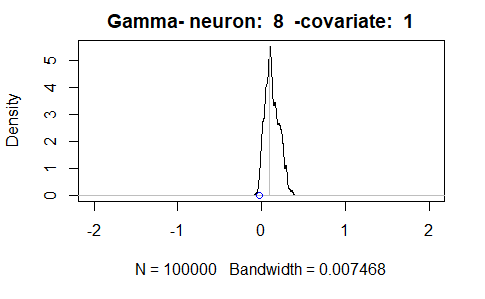 Gamma- neuron:  8  -covariate:  1
Density
0 1 2 3 4 5
-2 -1 0 1 2
N = 100000   Bandwidth = 0.007468